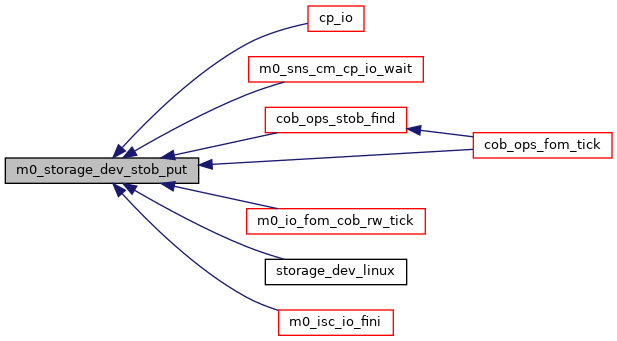 cp_io
m0_sns_cm_cp_io_wait
cob_ops_stob_find
cob_ops_fom_tick
m0_storage_dev_stob_put
m0_io_fom_cob_rw_tick
storage_dev_linux
m0_isc_io_fini